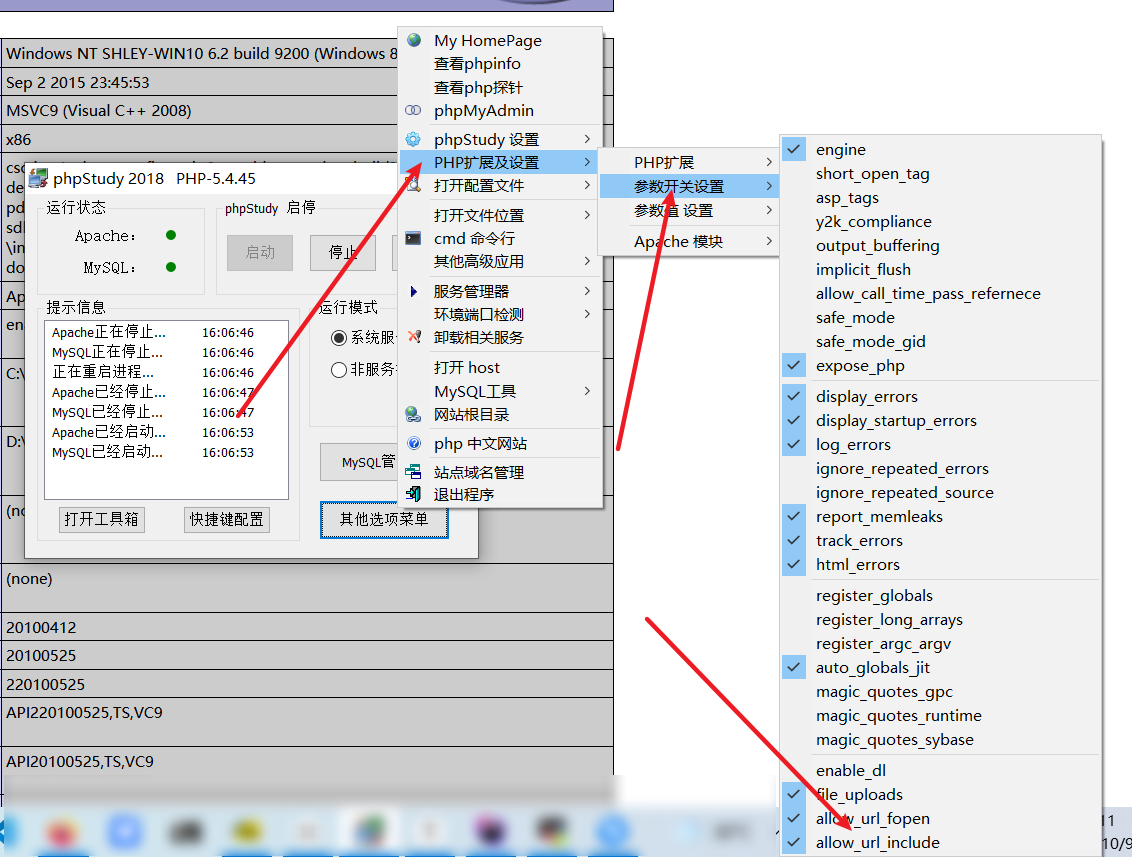 Windows NT SHLEY-WIN10 6.2 build 9200 (Windows 8
Sep 2 2015 23:45:53
MSVC9 (Visual C++ 2008)
x86
phpStudy 2018 PHP-5.4.45
运行状态
Apache:
MySQL:
phpStudy 启停
启动
停止
提示信息
Apache正在停止... 16:06:46
MySQL正在停止... 16:06:46
正在重启进程... 16:06:46
Apache已经停止... 16:06:47
MySQL已经停止... 16:06:47
Apache已经启动... 16:06:53
MySQL已经启动... 16:06:53
运行模式
系统服
非服务
MySQL管
打开工具箱
快捷键配置
其他选项菜单
(none)
20100412
20100525
220100525
API220100525,TS,VC9
API20100525,TS,VC9
My HomePage
查看phpinfo
查看php探针
phpMyAdmin
phpStudy 设置
PHP扩展及设置
打开配置文件
打开文件位置
cmd 命令行
其他高级应用
服务管理器
环境端口检测
卸载相关服务
打开 host
MySQL工具
网站根目录
php 中文网站
站点域名管理
退出程序
PHP扩展
参数开关设置
参数值 设置
Apache 模块
engine
short_open_tag
asp_tags
y2k_compliance
output_buffering
implicit_flush
allow_call_time_pass_refernece
safe_mode
safe_mode_gid
expose_php
display_errors
display_startup_errors
log_errors
ignore_repeated_errors
ignore_repeated_source
report_memleaks
track_errors
html_errors
register_globals
register_long_arrays
register_argc_argv
auto_globals_jit
magic_quotes_gpc
magic_quotes_runtime
magic_quotes_sybase
enable_dl
file_uploads
allow_url_fopen
allow_url_include
11
10/9